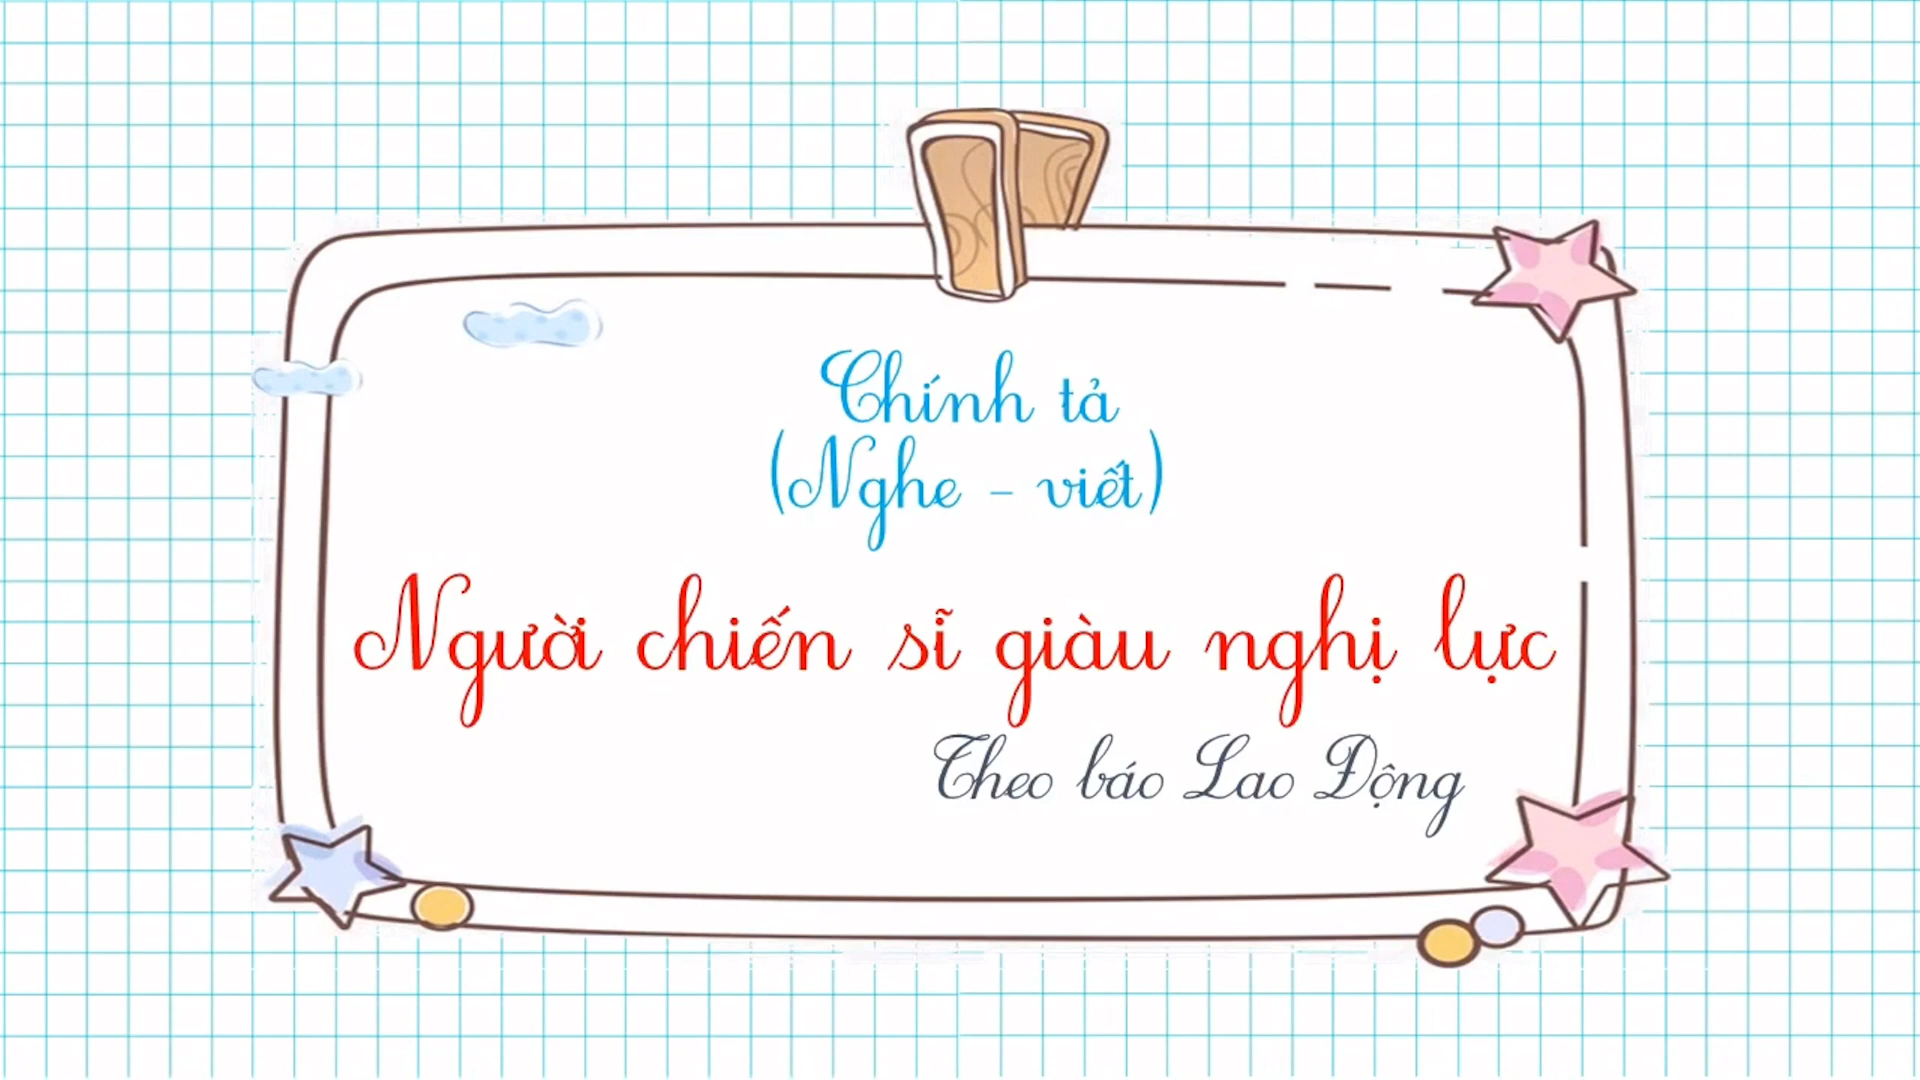 Chính tả
(Nghe - viết)
Người chiến sĩ giàu nghị lực
Theo báo Lao Động